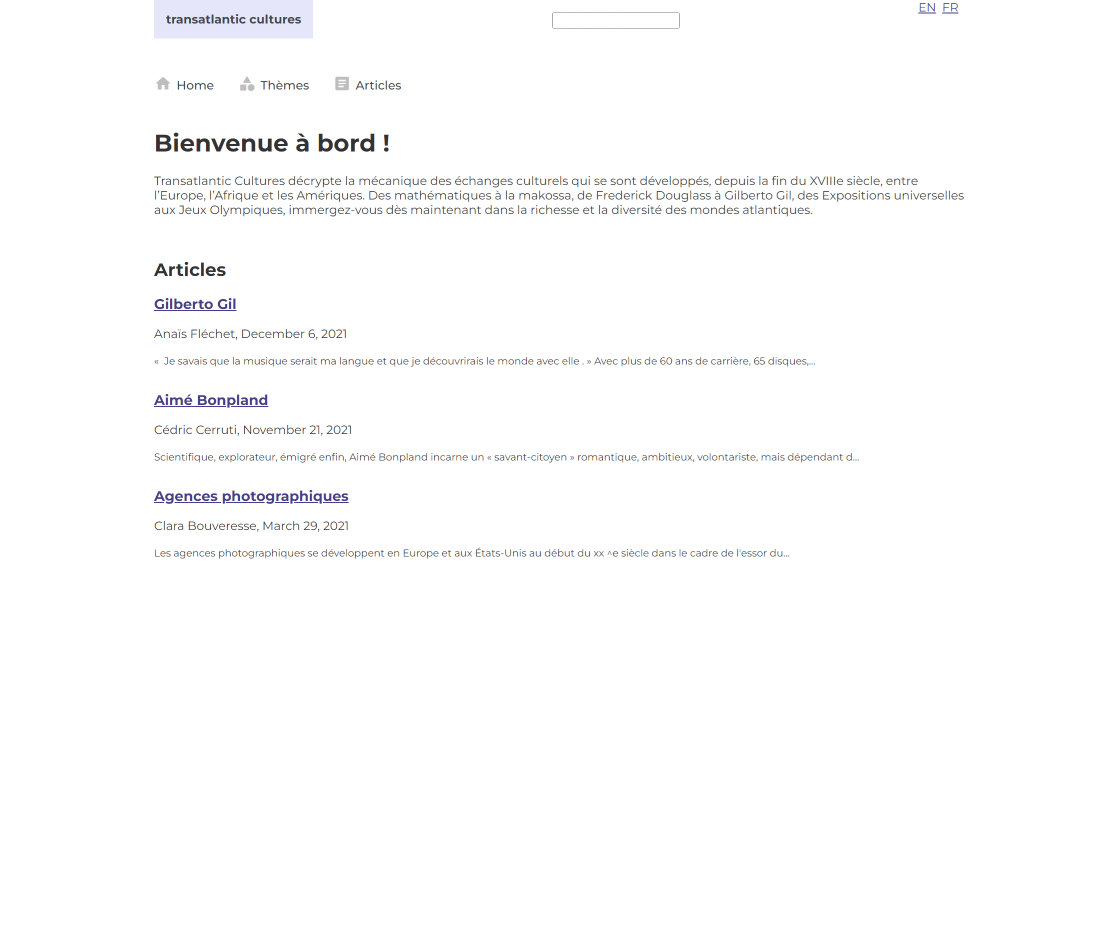 transatlantic cultures
EN FR
Home Thèmes Articles
Bienvenue à bord !
Transatlantic Cultures décrypte la mécanique des échanges culturels qui se sont développés, depuis la fin du XVIIIe siècle, entre
l'Europe, l'Afrique et les Amériques. Des mathématiques à la makossa, de Frederick Douglass à Gilberto Gil, des Expositions universelles
aux Jeux Olympiques, immergez-vous dès maintenant dans la richesse et la diversité des mondes atlantiques.
Articles
Gilberto Gil
Anaïs Fléchet, December 6, 2021
« Je savais que la musique serait ma langue et que je découvrirais le monde avec elle . » Avec plus de 60 ans de carrière, 65 disques,...
Aimé Bonpland
Cédric Cerruti, November 21, 2021
Scientifique, explorateur, émigré enfin, Aimé Bonpland incarne un « savant-citoyen » romantique, ambitieux, volontariste, mais dépendant d...
Agences photographiques
Clara Bouveresse, March 29, 2021
Les agences photographiques se développent en Europe et aux États-Unis au début du xx ^e siècle dans le cadre de l'essor du...